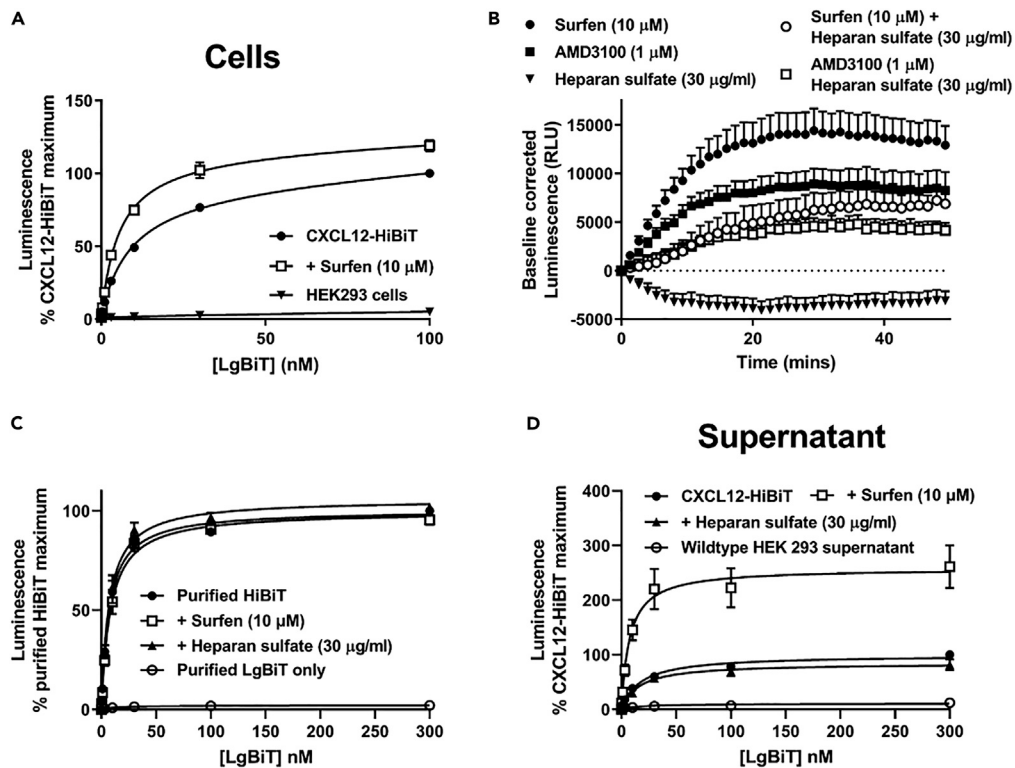 A
Cells
Luminescence
% CXCL12-HiBiT maximum
150
100
50
0
0
50
100
[LgBiT] (nM)
CXCL12-HiBiT
+ Surfen (10 μM)
HEK293 cells
B
Surfen (10 μM)
AMD3100 (1 μM)
Heparan sulfate (30 μg/ml)
Surfen (10 μM) +
Heparan sulfate (30 μg/ml)
AMD3100 (1 μM)
Heparan sulfate (30 μg/ml)
Baseline corrected
Luminescence (RLU)
15000
10000
5000
0
-5000
0
20
40
Time (mins)
C
Luminescence
% purified HiBiT maximum
100
50
0
0
50
100
150
200
250
300
[LgBiT] nM
Purified HiBiT
+ Surfen (10 μM)
+ Heparan sulfate (30 μg/ml)
Purified LgBiT only
D
Supernatant
Luminescence
% CXCL12-HiBiT maximum
400
300
200
100
0
0
50
100
150
200
250
300
[LgBiT] nM
CXCL12-HiBiT
+ Surfen (10 μM)
+ Heparan sulfate (30 μg/ml)
Wildtype HEK 293 supernatant